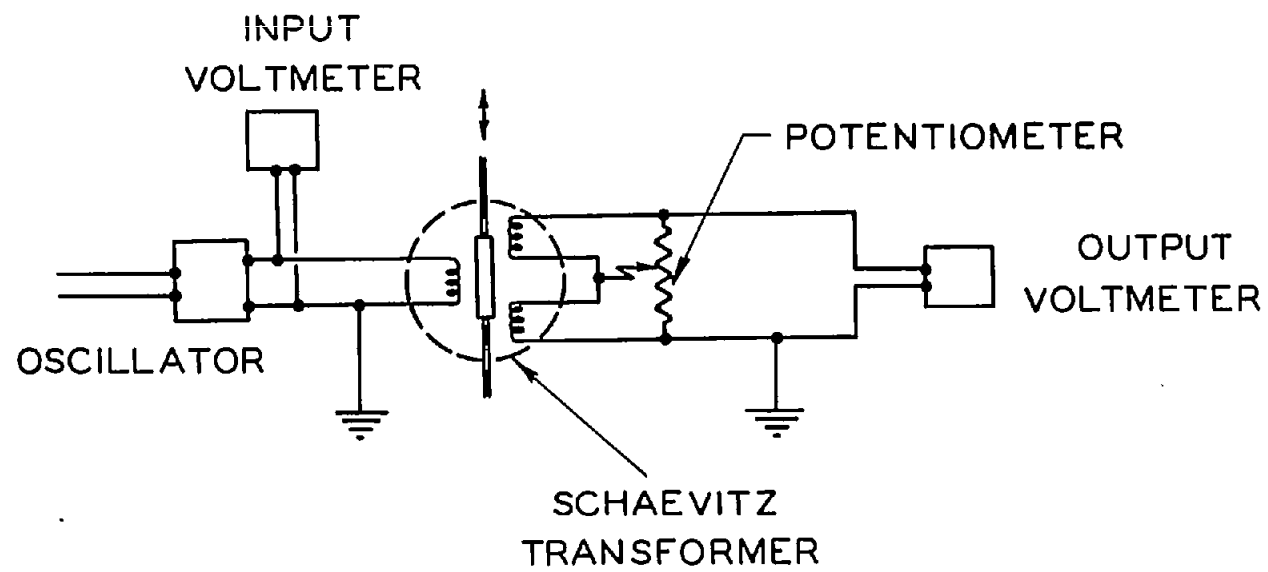 INPUT
VOLTMETER
POTENTIOMETER
OUTPUT
VOLTMETER
OSCILLATOR
SCHAEVITZ
TRANSFORMER